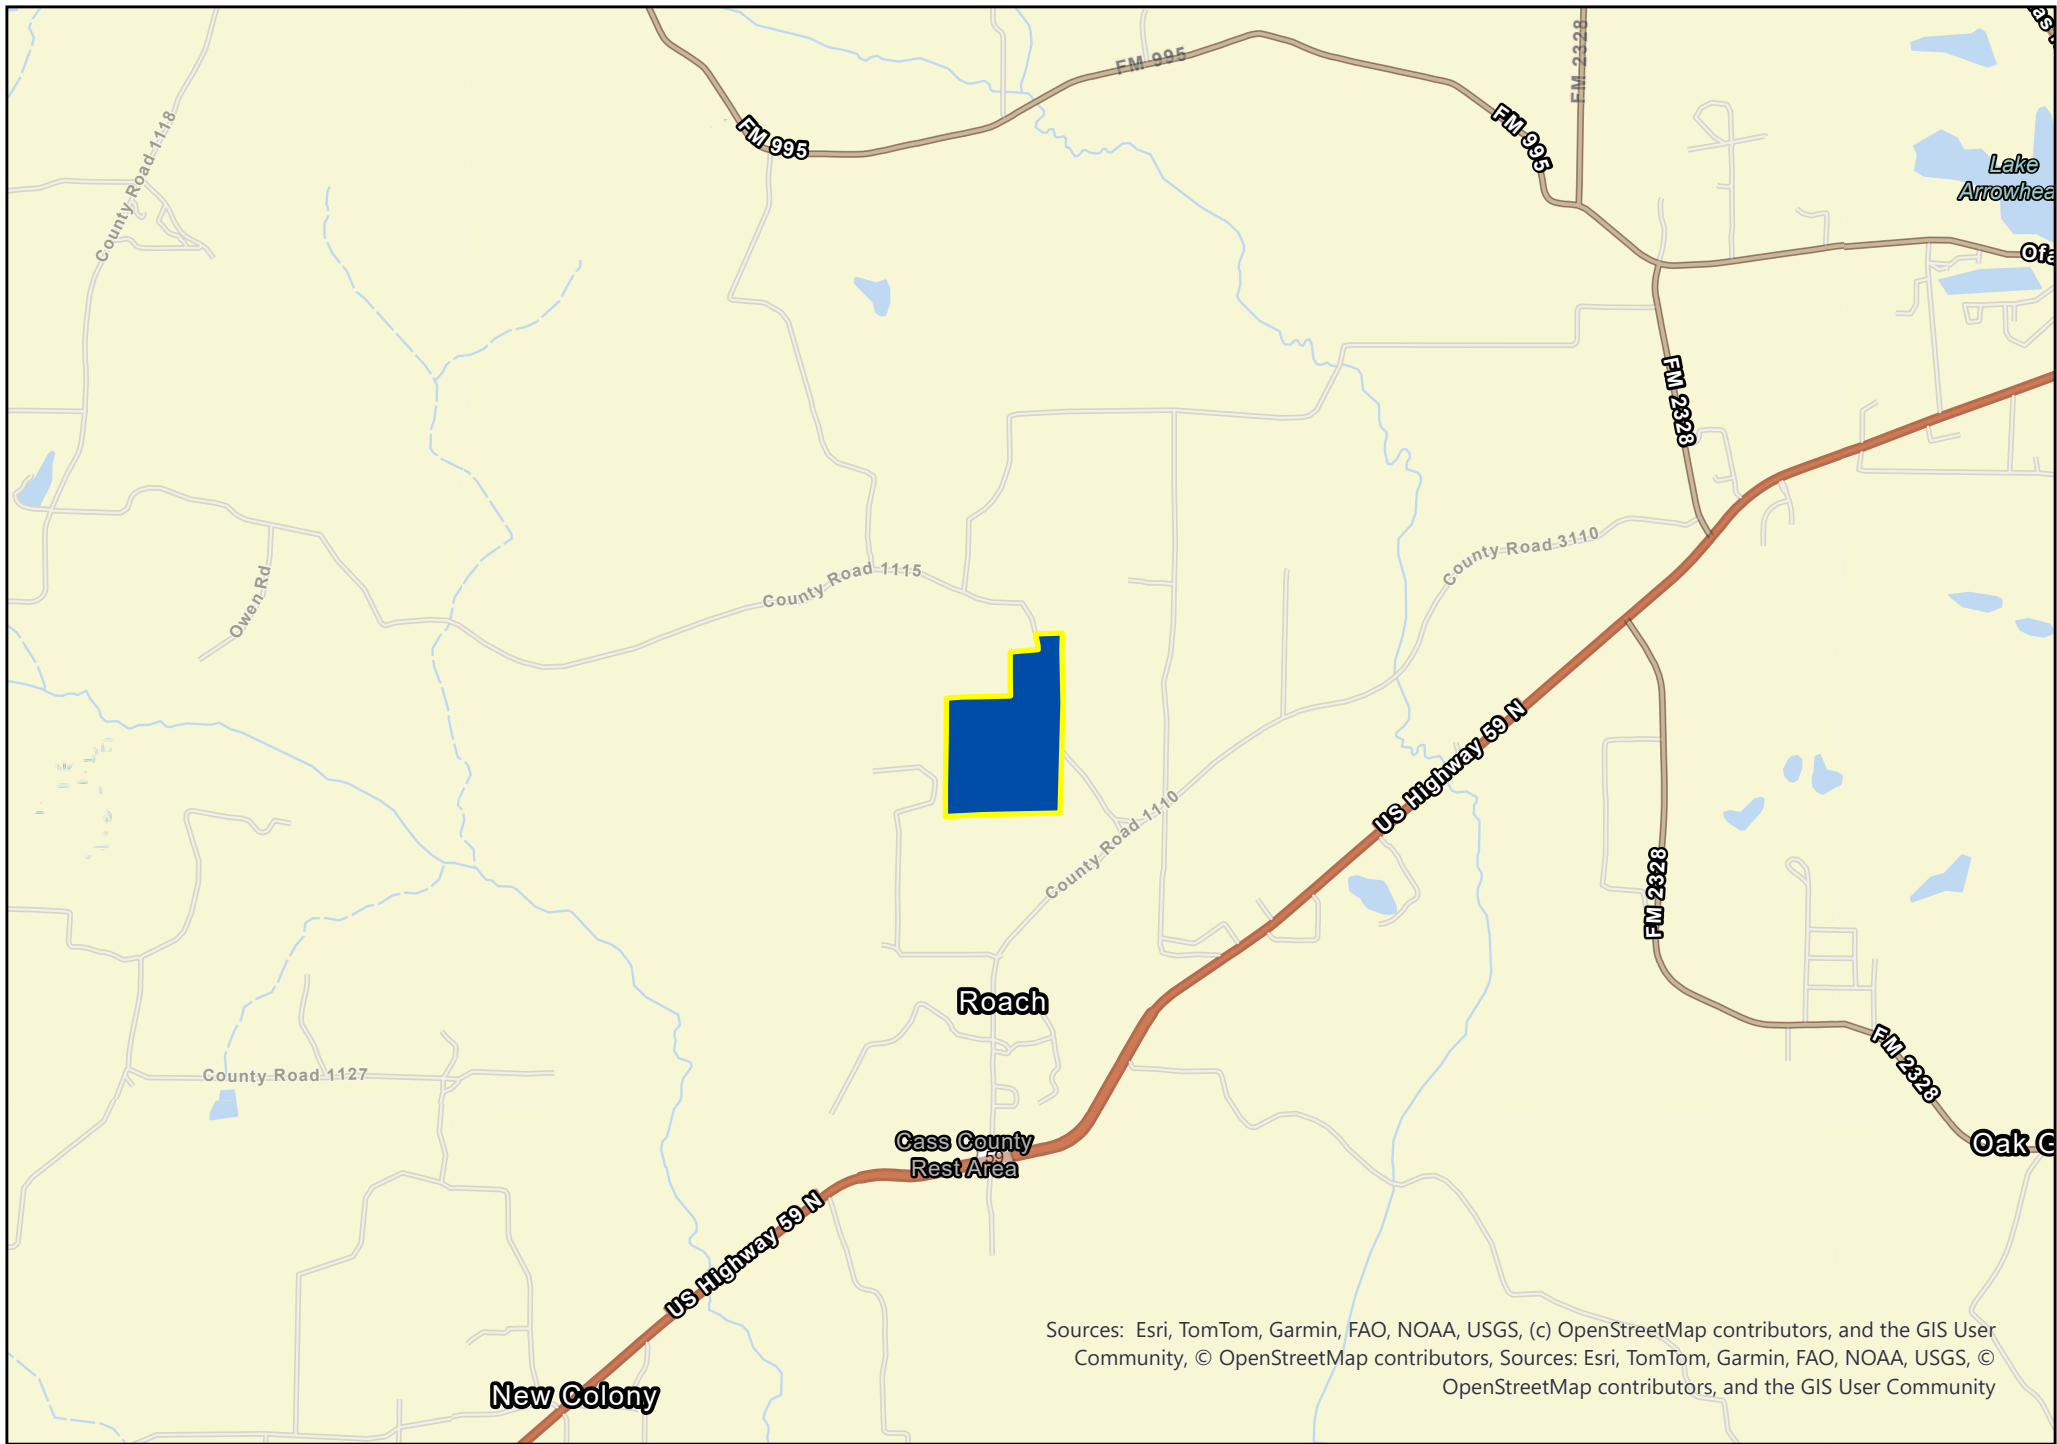 FM 995
FM 2328
County Road 1118
FM 995
FM 995
Lake
FM 2328
County Road 3110
County Road 1115
Owen Rd
US Highway 59 N
County Road 1110
FM 2328
Roach
FM 2328
County Road 1127
Cass County
Rest Area
59
Oak C
US Highway 59 N
New Colony
Sources: Esri, TomTom, Garmin, FAO, NOAA, USGS, (c) OpenStreetMap contributors, and the GIS User
Community, © OpenStreetMap contributors, Sources: Esri, TomTom, Garmin, FAO, NOAA, USGS, ©
OpenStreetMap contributors, and the GIS User Community